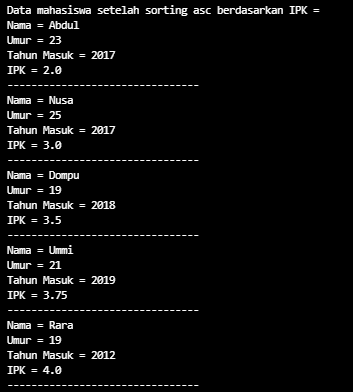 Data mahasiswa setelah sorting asc berdasarkan IPK =
Nama = Abdul
Umur = 23
Tahun Masuk = 2017
IPK = 2.0
--------------------------------
Nama = Nusa
Umur = 25
Tahun Masuk = 2017
IPK = 3.0
--------------------------------
Nama = Dompu
Umur = 19
Tahun Masuk = 2018
IPK = 3.5
--------------------------------
Nama = Ummi
Umur = 21
Tahun Masuk = 2019
IPK = 3.75
--------------------------------
Nama = Rara
Umur = 19
Tahun Masuk = 2012
IPK = 4.0
--------------------------------